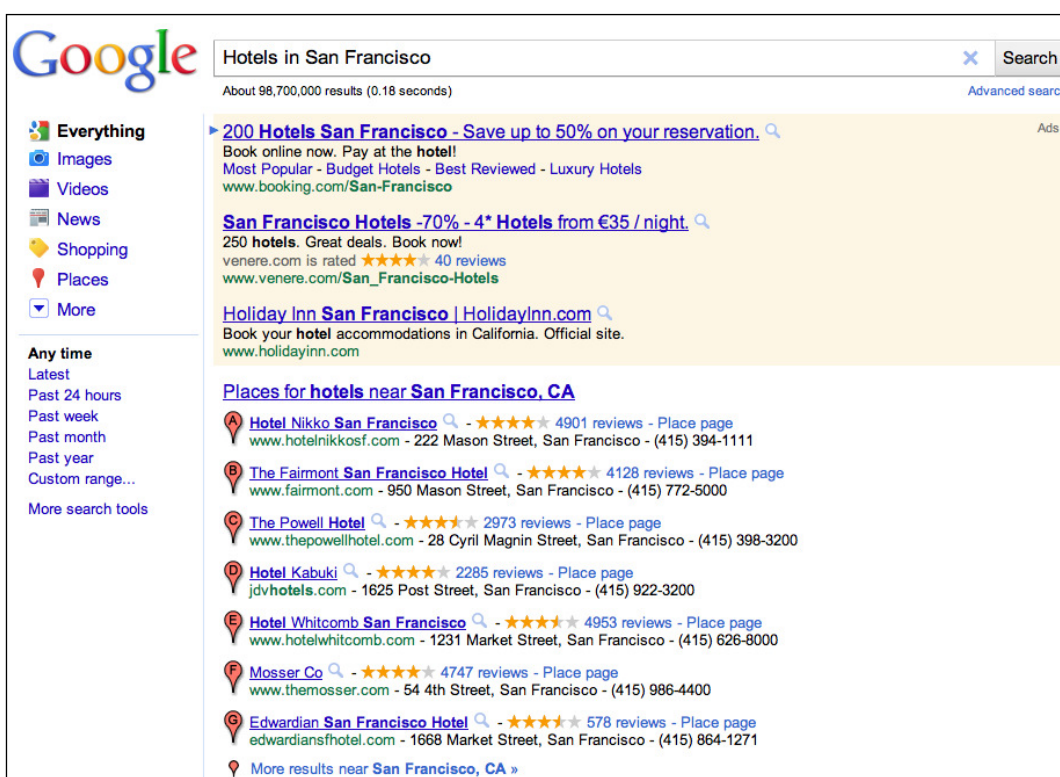 Google
Hotels in San Francisco
Search
About 98,700,000 results (0.18 seconds)
Advanced searc
Everything
Images
Videos
News
Shopping
Places
More
Any time
Latest
Past 24 hours
Past week
Past month
Past year
Custom range...
More search tools
200 Hotels San Francisco - Save up to 50% on your reservation.
Ads
Book online now. Pay at the hotel!
Most Popular - Budget Hotels - Best Reviewed - Luxury Hotels
www.booking.com/San-Francisco
San Francisco Hotels -70% - 4* Hotels from €35 / night.
250 hotels. Great deals. Book now!
venere.com is rated 40 reviews
www.venere.com/San_Francisco-Hotels
Holiday Inn San Francisco | HolidayInn.com
Book your hotel accommodations in California. Official site.
www.holidayinn.com
Places for hotels near San Francisco, CA
A Hotel Nikko San Francisco - 4901 reviews - Place page
www.hotelnikkosf.com - 222 Mason Street, San Francisco - (415) 394-1111
B The Fairmont San Francisco Hotel - 4128 reviews - Place page
www.fairmont.com - 950 Mason Street, San Francisco - (415) 772-5000
C The Powell Hotel - 2973 reviews - Place page
www.thepowellhotel.com - 28 Cyril Magnin Street, San Francisco - (415) 398-3200
D Hotel Kabuki - 2285 reviews - Place page
jdvhotels.com - 1625 Post Street, San Francisco - (415) 922-3200
E Hotel Whitcomb San Francisco - 4953 reviews - Place page
www.hotelwhitcomb.com - 1231 Market Street, San Francisco - (415) 626-8000
F Mosser Co - 4747 reviews - Place page
www.themosser.com - 54 4th Street, San Francisco - (415) 986-4400
G Edwardian San Francisco Hotel - 578 reviews - Place page
edwardiansfhotel.com - 1668 Market Street, San Francisco - (415) 864-1271
More results near San Francisco, CA »